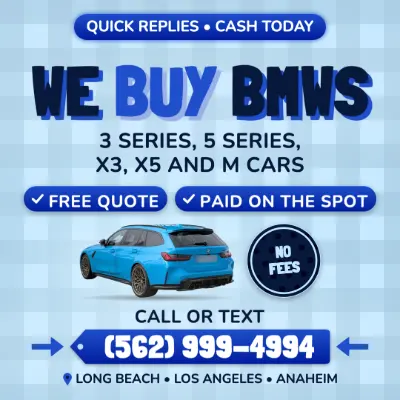 QUICK REPLIES • CASH TODAY
WE BUY BMWS
3 SERIES, 5 SERIES,
X3, X5 AND M CARS
FREE QUOTE
PAID ON THE SPOT
NO
FEES
CALL OR TEXT
(562) 999-4994
LONG BEACH • LOS ANGELES • ANAHEIM